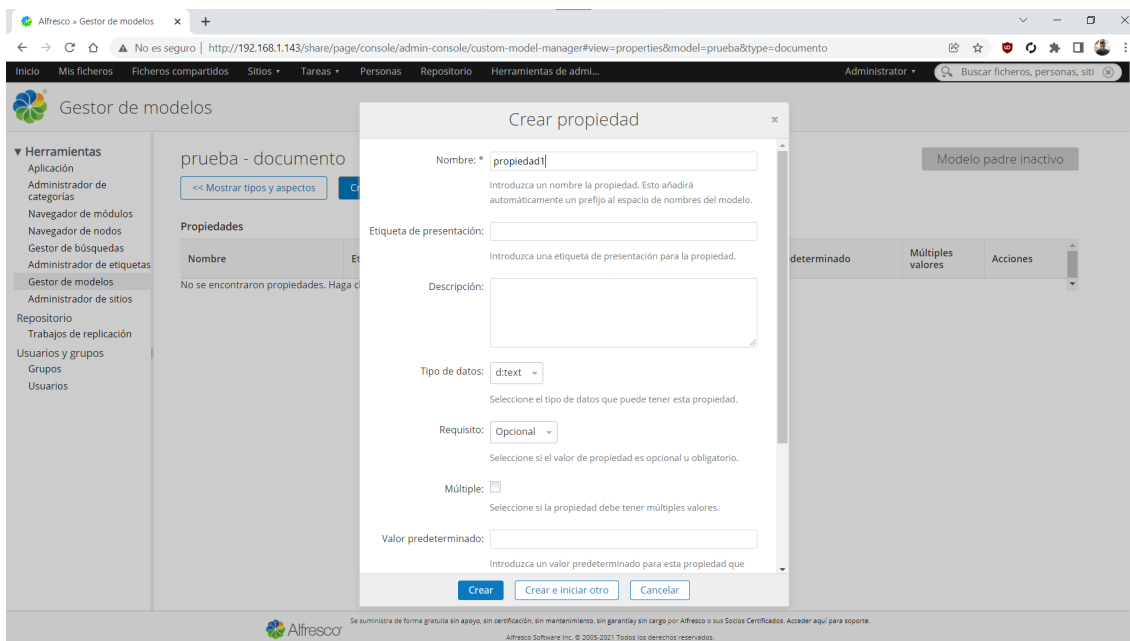 Alfresco » Gestor de modelos
No es seguro | http://192.168.1.143/share/page/console/admin-console/custom-model-manager#view=properties&model=prueba&type=documento
Inicio Mis ficheros Ficheros compartidos Sitios Tareas Personas Repositorio Herramientas de admi... Administrator Buscar ficheros, personas, siti
Gestor de modelos
Herramientas
Aplicación
Administrador de
categorías
Navegador de módulos
Navegador de nodos
Gestor de búsquedas
Administrador de etiquetas
Gestor de modelos
Administrador de sitios
Repositorio
Trabajos de replicación
Usuarios y grupos
Grupos
Usuarios
prueba - documento
Modelo padre inactivo
<< Mostrar tipos y aspectos
Cr
Propiedades
Nombre Et determinado Múltiples
valores Acciones
No se encontraron propiedades. Haga cl
Crear propiedad
Nombre: * propiedad1
Introduzca un nombre la propiedad. Esto añadirá
automáticamente un prefijo al espacio de nombres del modelo.
Etiqueta de presentación:
Introduzca una etiqueta de presentación para la propiedad.
Descripción:
Tipo de datos: d:text
Seleccione el tipo de datos que puede tener esta propiedad.
Requisito: Opcional
Seleccione si el valor de propiedad es opcional u obligatorio.
Múltiple:
Seleccione si la propiedad debe tener múltiples valores.
Valor predeterminado:
Introduzca un valor predeterminado para esta propiedad que
Crear Crear e iniciar otro Cancelar
Alfresco
Se suministra de forma gratuita sin apoyo, sin certificación, sin mantenimiento, sin garantíay sin cargo por Alfresco o sus Socios Certificados. Acceder aquí para soporte.
Alfresco Software Inc. © 2005-2021 Todos los derechos reservados.